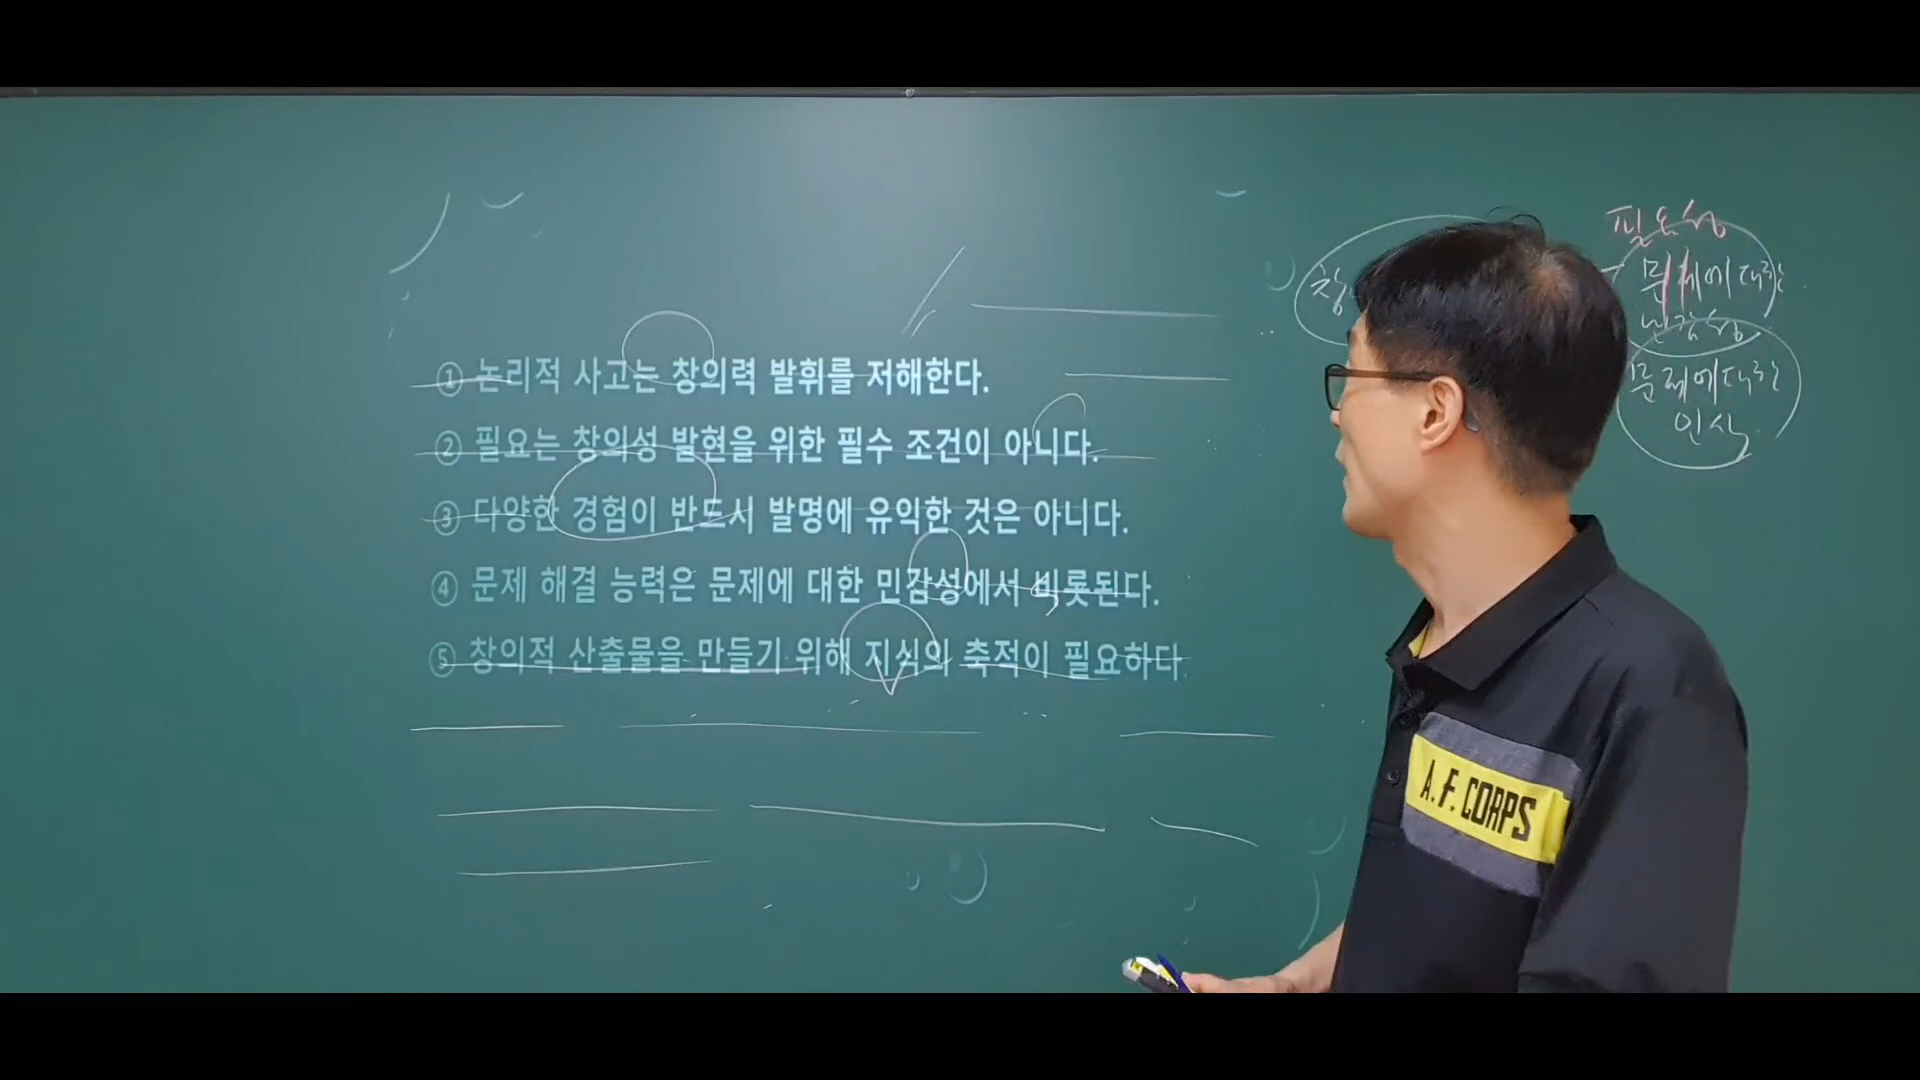 ① 논리적 사고는 창의력 발휘를 저해한다.
② 필요는 창의성 발현을 위한 필수 조건이 아니다.
③ 다양한 경험이 반드시 발명에 유익한 것은 아니다.
④ 문제 해결 능력은 문제에 대한 민감성에서 비롯된다.
⑤ 창의적 산출물을 만들기 위해 지식의 축적이 필요하다.
창
필요성
문제에 대한
민감성
문제에 대한
인식
A. F. CORPS